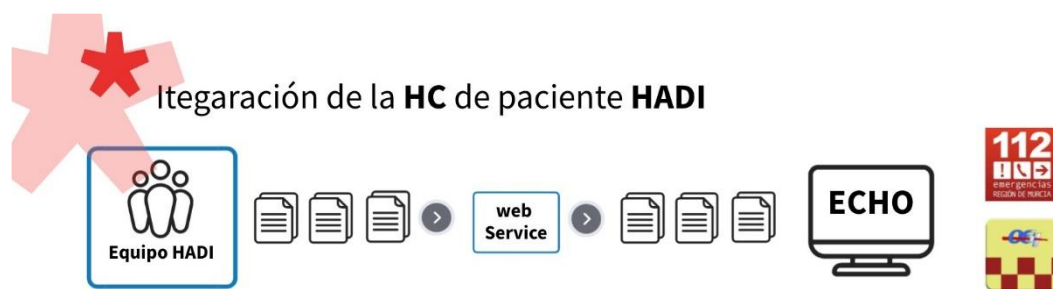 Itegaración de la HC de paciente HADI
112
emergencias
REGIÓN DE MURCIA
web
Service
ECHO
Equipo HADI